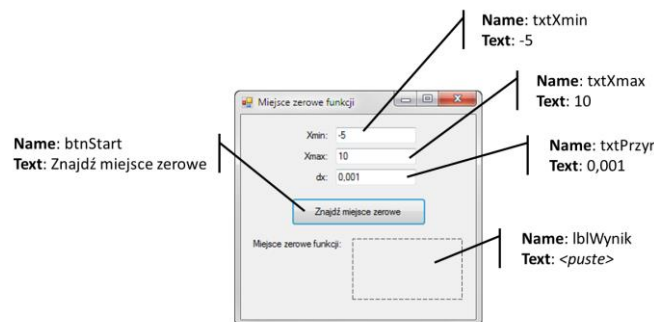 Name: txtXmin
Text: -5
Name: txtXmax
Text: 10
Name: btnStart
Text: Znajdź miejsce zerowe
Name: txtPrzyr
Text: 0,001
Miejsce zerowe funkcji
Xmin: -5
Xmax: 10
dx: 0,001
Znajdź miejsce zerowe
Miejsce zerowe funkcji:
Name: lblWynik
Text: <puste>